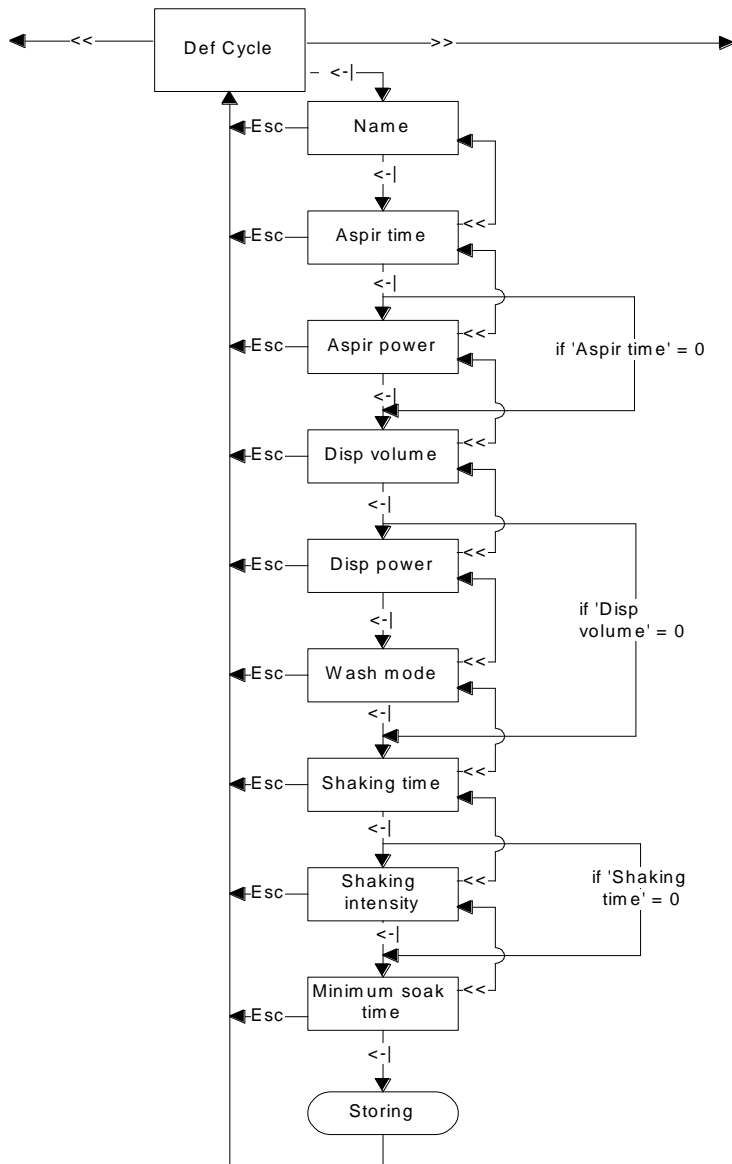 <<
Def Cycle
>>
<-|
Esc
Name
<-|
<<
Esc
Aspir time
<-|
<<
Esc
Aspir power
if 'Aspir time' = 0
<-|
<<
Esc
Disp volume
<-|
<<
Esc
Disp power
<-|
if 'Disp
volume' = 0
<<
Esc
Wash mode
<-|
<<
Esc
Shaking time
<-|
<<
Esc
Shaking
intensity
if 'Shaking
time' = 0
<-|
<<
Esc
Minimum soak
time
<-|
Storing